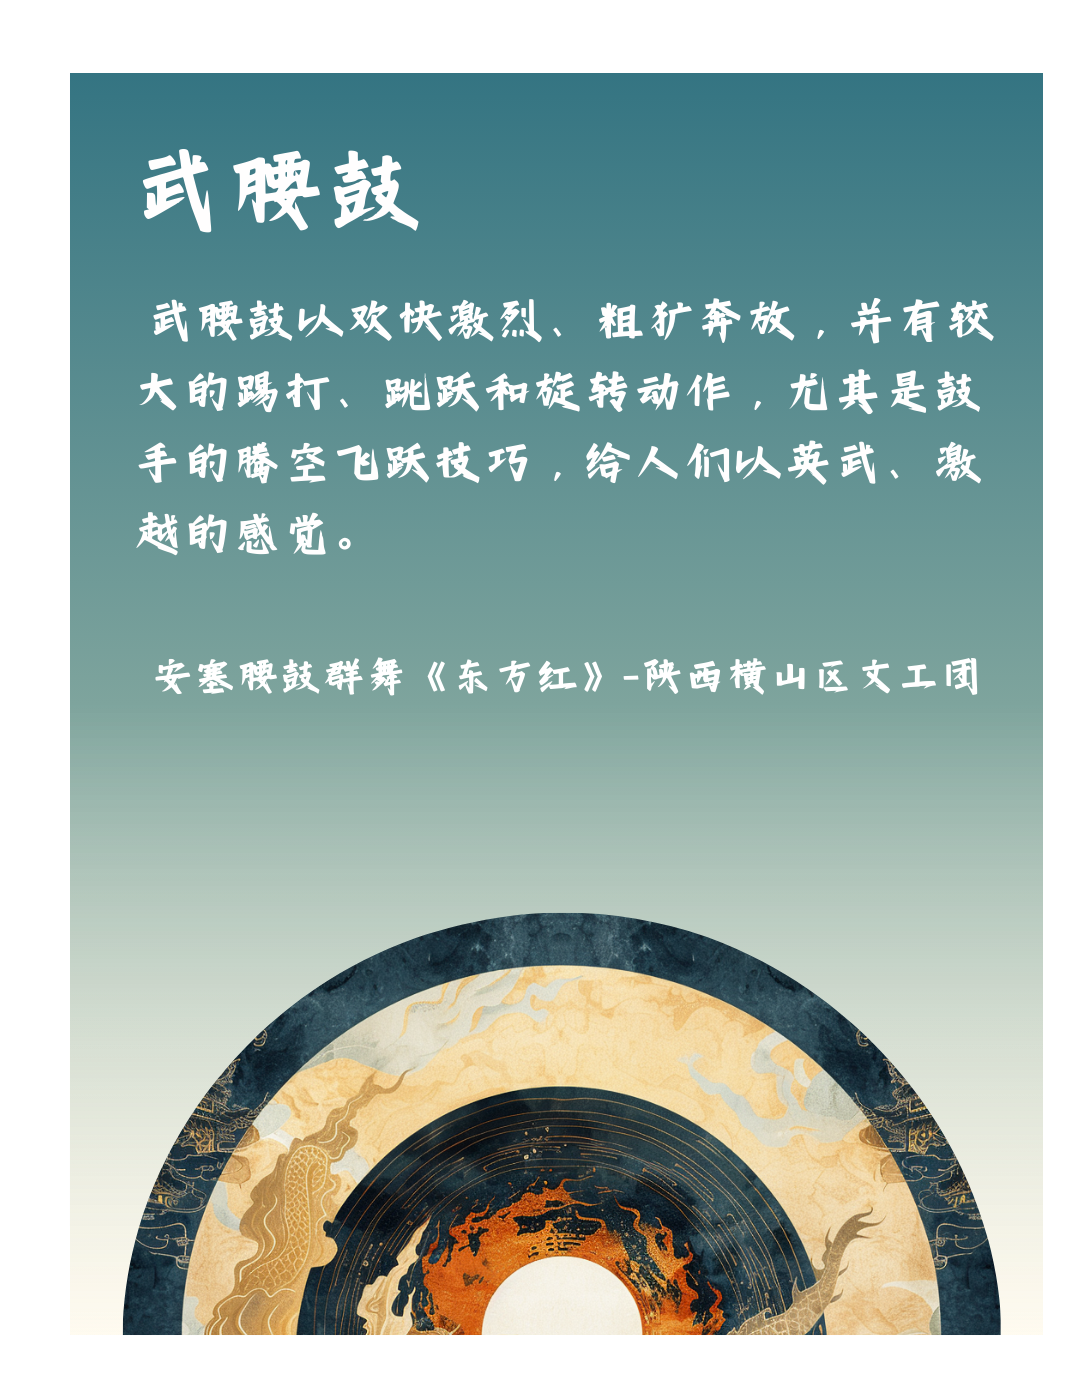 武腰鼓
武腰鼓以欢快激烈、粗犷奔放，并有较
大的踢打、跳跃和旋转动作，尤其是鼓
手的腾空飞跃技巧，给人们以英武、激
越的感觉。
安塞腰鼓群舞《东方红》-陕西横山区文工团